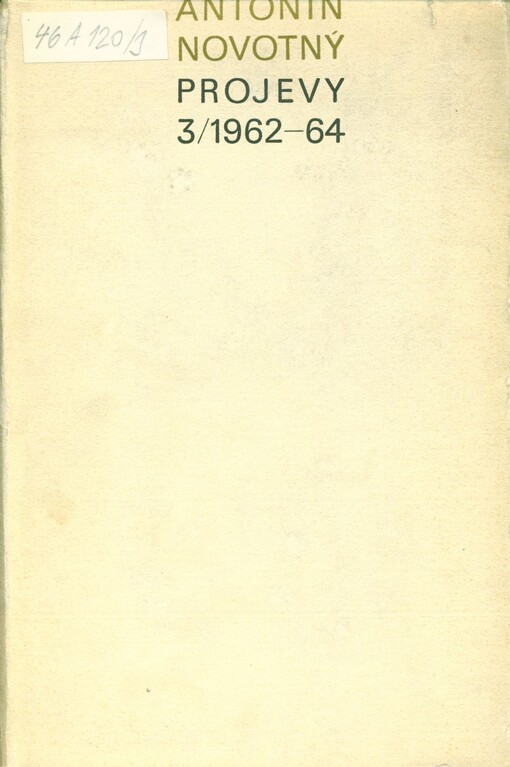 46 A 120/3
ANTONÍN
NOVOTNÝ
PROJEVY
3/1962–64